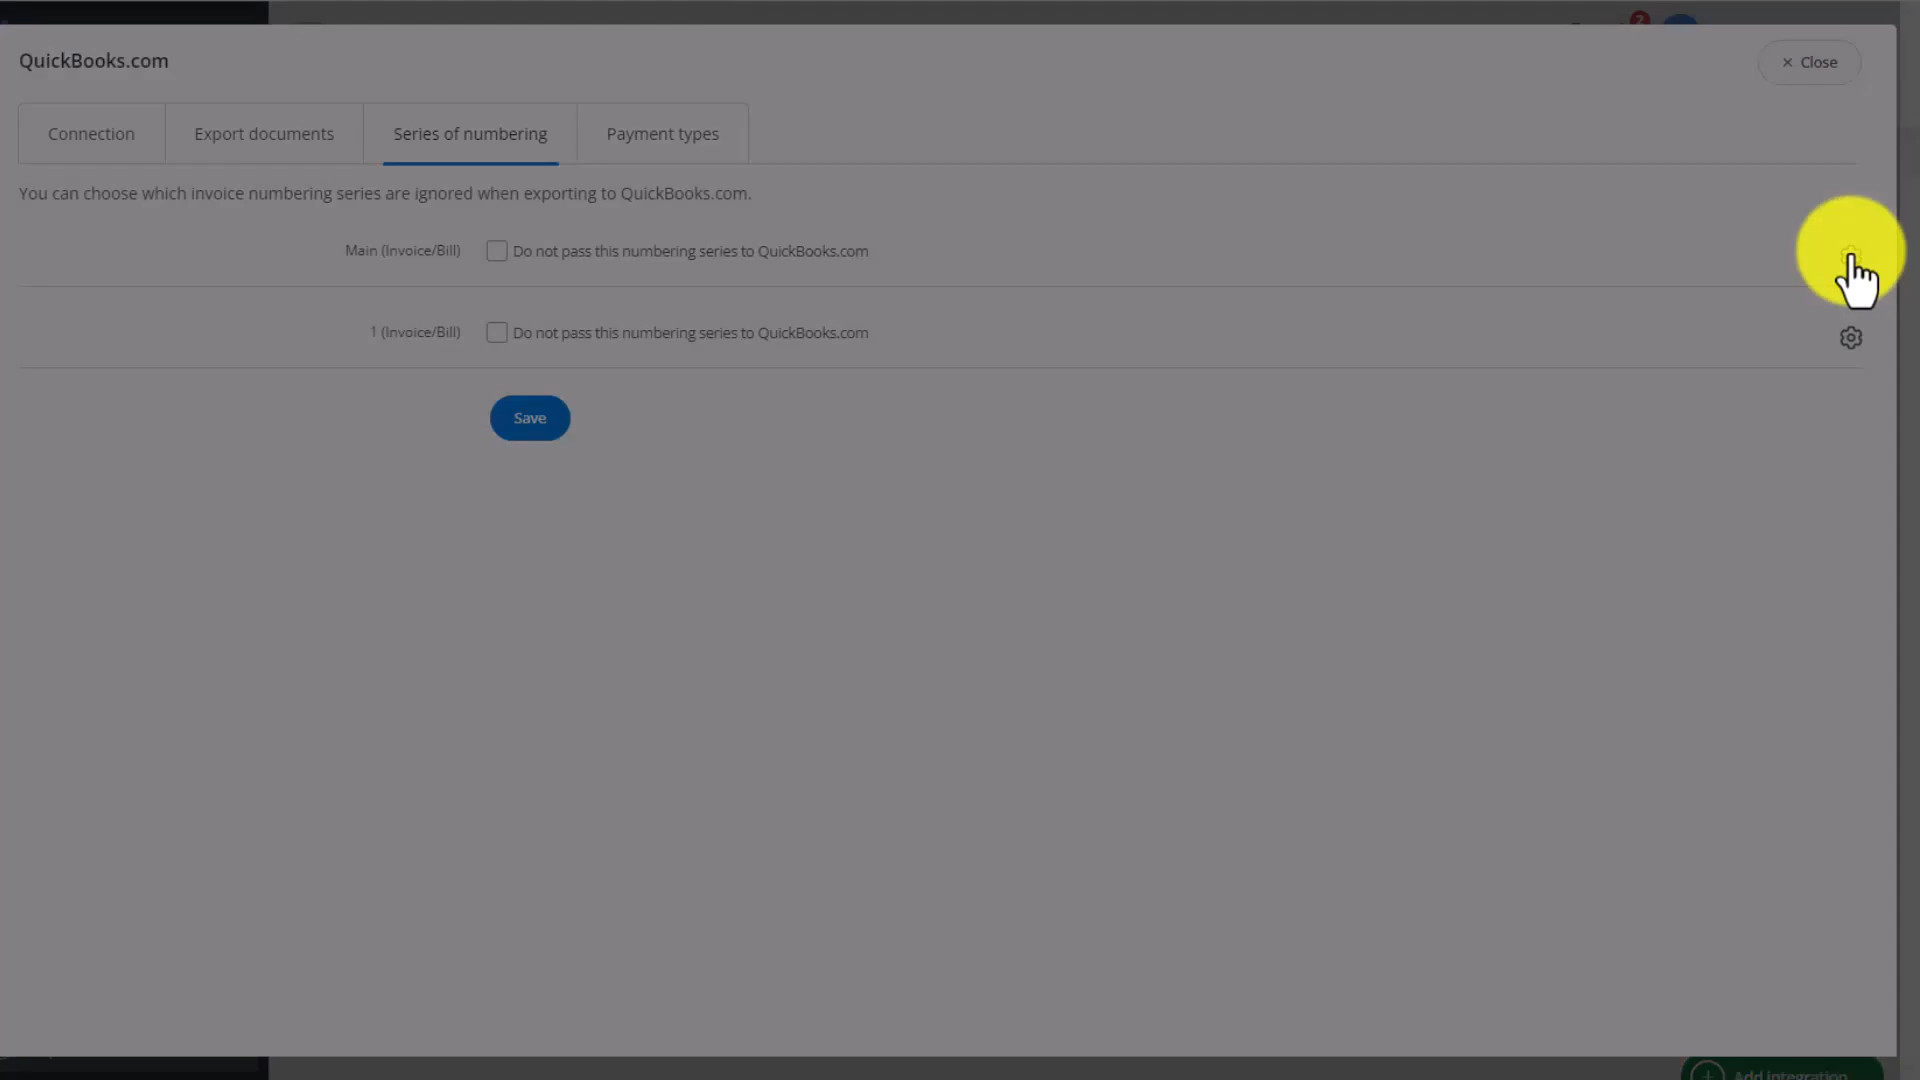 2
QuickBooks.com
× Close
Connection
Export documents
Series of numbering
Payment types
You can choose which invoice numbering series are ignored when exporting to QuickBooks.com.
Main (Invoice/Bill)
Do not pass this numbering series to QuickBooks.com
1 (Invoice/Bill)
Do not pass this numbering series to QuickBooks.com
Save
Add integration